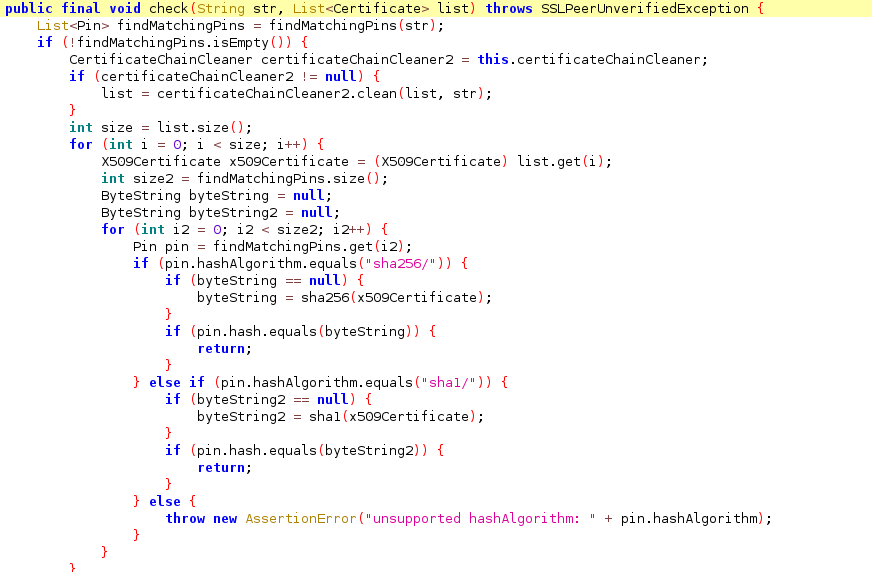 public final void check(String str, List<Certificate> list) throws SSLPeerUnverifiedException {
    List<Pin> findMatchingPins = findMatchingPins(str);
    if (!findMatchingPins.isEmpty()) {
        CertificateChainCleaner certificateChainCleaner2 = this.certificateChainCleaner;
        if (certificateChainCleaner2 != null) {
            list = certificateChainCleaner2.clean(list, str);
        }
        int size = list.size();
        for (int i = 0; i < size; i++) {
            X509Certificate x509Certificate = (X509Certificate) list.get(i);
            int size2 = findMatchingPins.size();
            ByteString byteString = null;
            ByteString byteString2 = null;
            for (int i2 = 0; i2 < size2; i2++) {
                Pin pin = findMatchingPins.get(i2);
                if (pin.hashAlgorithm.equals("sha256/")) {
                    if (byteString == null) {
                        byteString = sha256(x509Certificate);
                    }
                    if (pin.hash.equals(byteString)) {
                        return;
                    }
                } else if (pin.hashAlgorithm.equals("sha1/")) {
                    if (byteString2 == null) {
                        byteString2 = sha1(x509Certificate);
                    }
                    if (pin.hash.equals(byteString2)) {
                        return;
                    }
                } else {
                    throw new AssertionError("unsupported hashAlgorithm: " + pin.hashAlgorithm);
                }
            }
        }